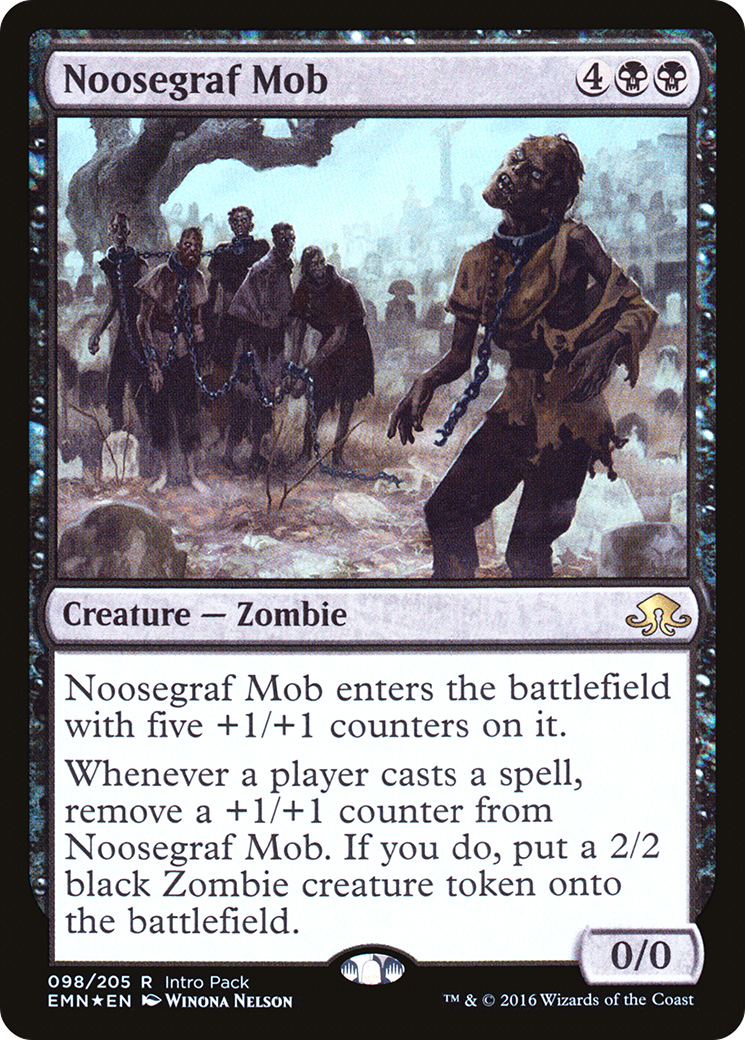 Noosegraf Mob 4
Creature — Zombie
Noosegraf Mob enters the battlefield
with five +1/+1 counters on it.
Whenever a player casts a spell,
remove a +1/+1 counter from
Noosegraf Mob. If you do, put a 2/2
black Zombie creature token onto
the battlefield.
0/0
098/205 R Intro Pack
EMN★EN Winona Nelson
™ & © 2016 Wizards of the Coast